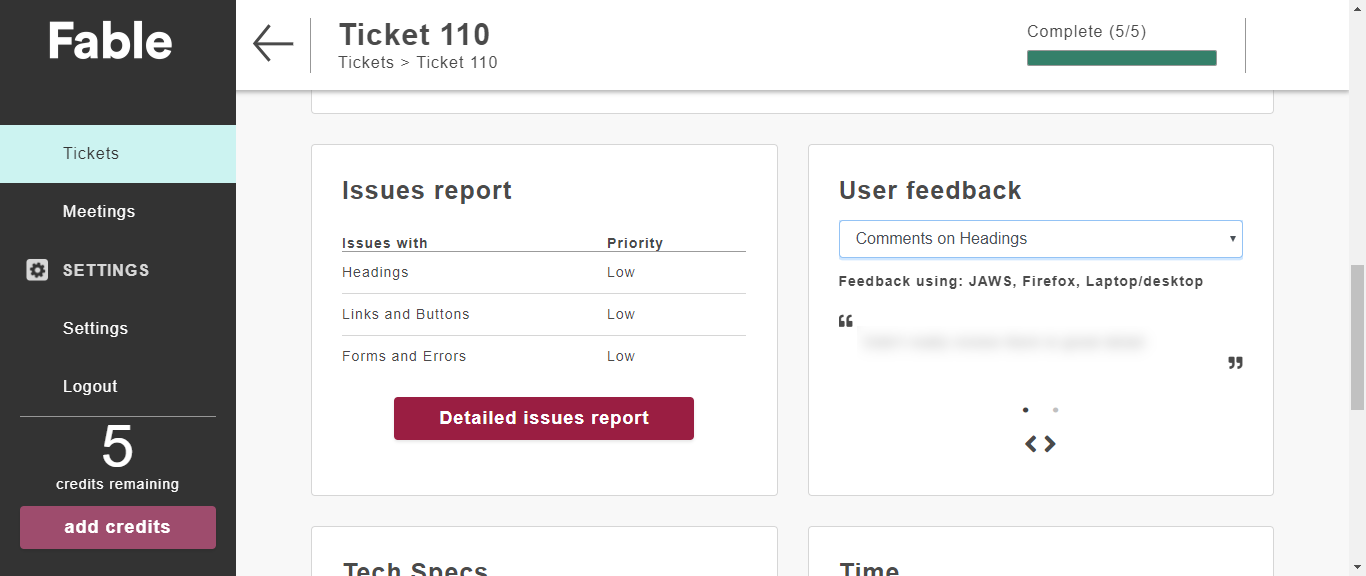 Fable
Tickets
Meetings
SETTINGS
Settings
Logout
5
credits remaining
add credits
Ticket 110
Tickets > Ticket 110
Complete (5/5)
Issues report
Issues with Priority
Headings Low
Links and Buttons Low
Forms and Errors Low
Detailed issues report
User feedback
Comments on Headings
Feedback using: JAWS, Firefox, Laptop/desktop
“
”
Tech Specs
Time